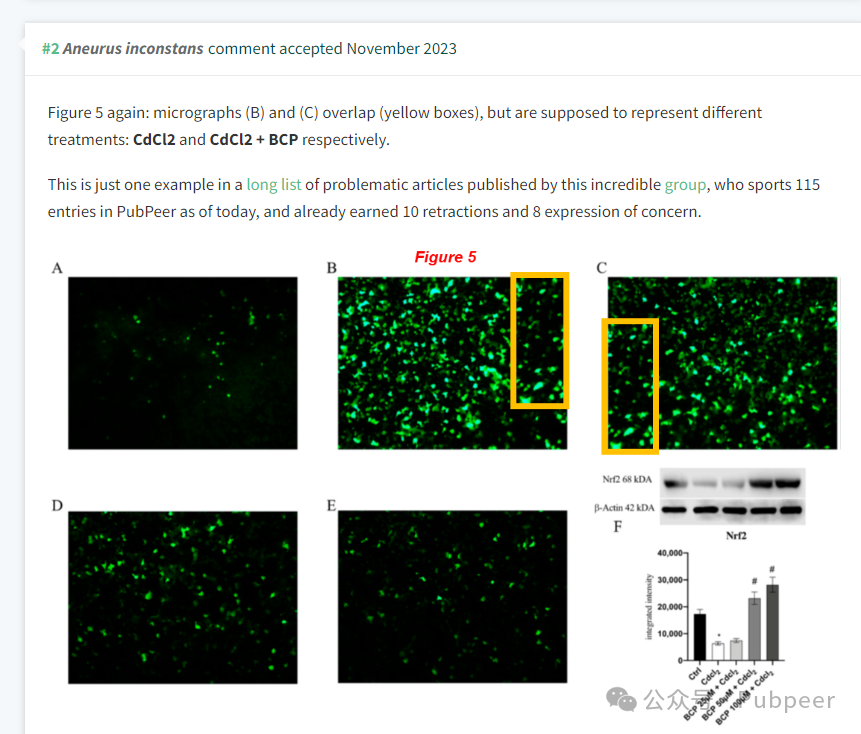 #2 Aneurus inconstans comment accepted November 2023
Figure 5 again: micrographs (B) and (C) overlap (yellow boxes), but are supposed to represent different
treatments: CdCl2 and CdCl2 + BCP respectively.
This is just one example in a long list of problematic articles published by this incredible group, who sports 115
entries in PubPeer as of today, and already earned 10 retractions and 8 expression of concern.
Figure 5
A
B
C
D
E
Nrf2 68 kDA
β-Actin 42 kDA
F
Nrf2
40,000
30,000
20,000
10,000
0
integrated intensity
*
#
#
Ctrl
Cdcl₂
BCP 25μM + Cdcl₂
BCP 50μM + Cdcl₂
BCP 100μM + Cdcl₂
公众号 · Pubpeer